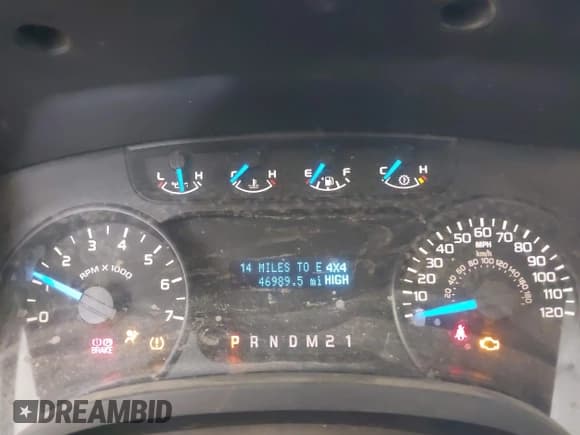 L H
C H
E F
C H
0 1 2 3 4 5 6 7
RPM X 1000
BRAKE
14 MILES TO E 4X4
46989.5 mi HIGH
P R N D M 2 1
10 20 30 40 50 60 70 80 90 100 110 120
MPH
km/h
DREAMBID